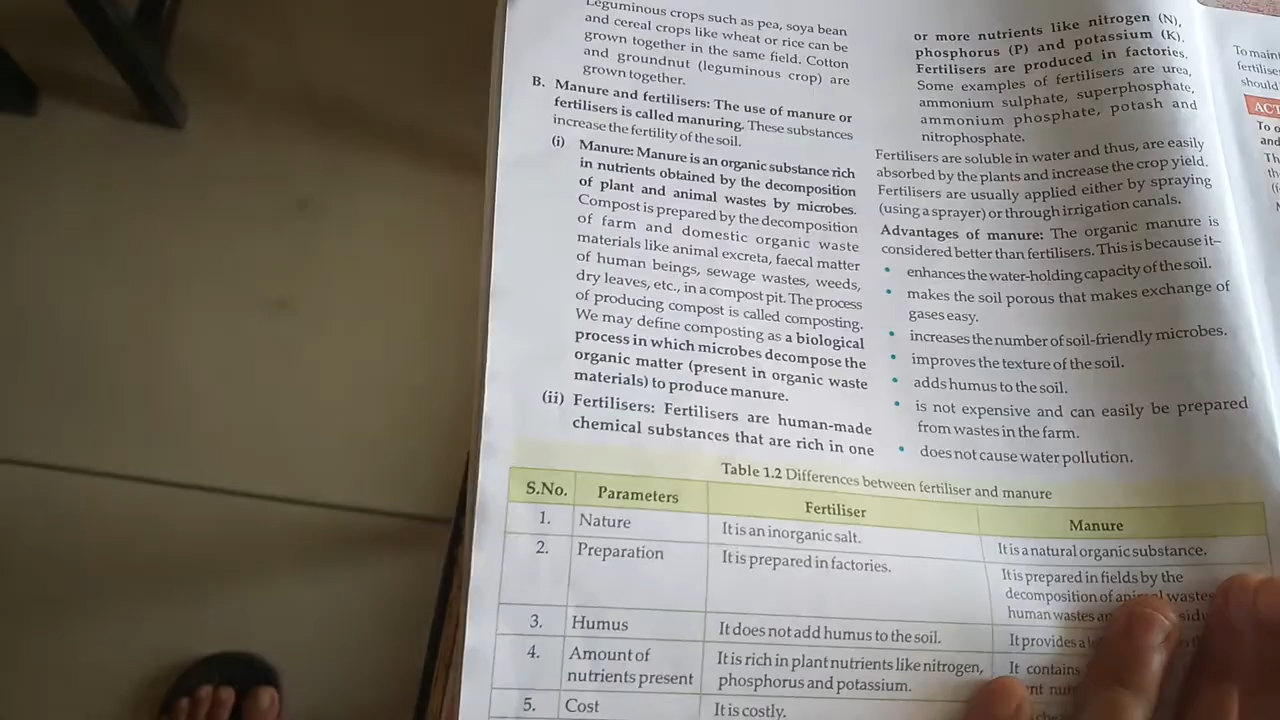 Leguminous crops such as pea, soya bean
and cereal crops like wheat or rice can be
grown together in the same field. Cotton
and groundnut (leguminous crop) are
grown together.
B. Manure and fertilisers: The use of manure or
fertilisers is called manuring. These substances
increase the fertility of the soil.
(i) Manure: Manure is an organic substance rich
in nutrients obtained by the decomposition
of plant and animal wastes by microbes.
Compost is prepared by the decomposition
of farm and domestic organic waste
materials like animal excreta, faecal matter
of human beings, sewage wastes, weeds,
dry leaves, etc., in a compost pit. The process
of producing compost is called composting.
We may define composting as a biological
process in which microbes decompose the
organic matter (present in organic waste
materials) to produce manure.
(ii) Fertilisers: Fertilisers are human-made
chemical substances that are rich in one
or more nutrients like nitrogen (N),
phosphorus (P) and potassium (K).
Fertilisers are produced in factories.
Some examples of fertilisers are urea,
ammonium sulphate, superphosphate,
ammonium phosphate, potash and
nitrophosphate.
Fertilisers are soluble in water and thus, are easily
absorbed by the plants and increase the crop yield.
Fertilisers are usually applied either by spraying
(using a sprayer) or through irrigation canals.
Advantages of manure: The organic manure is
considered better than fertilisers. This is because it–
• enhances the water-holding capacity of the soil.
• makes the soil porous that makes exchange of
gases easy.
• increases the number of soil-friendly microbes.
• improves the texture of the soil.
• adds humus to the soil.
• is not expensive and can easily be prepared
from wastes in the farm.
• does not cause water pollution.
Table 1.2 Differences between fertiliser and manure
S.No. Parameters Fertiliser Manure
1. Nature It is an inorganic salt. It is a natural organic substance.
2. Preparation It is prepared in factories. It is prepared in fields by the
decomposition of animal wastes
human wastes
3. Humus It does not add humus to the soil. It provides a
4. Amount of It is rich in plant nutrients like nitrogen, It contains
nutrients present phosphorus and potassium.
5. Cost It is costly.
To
should
To
and